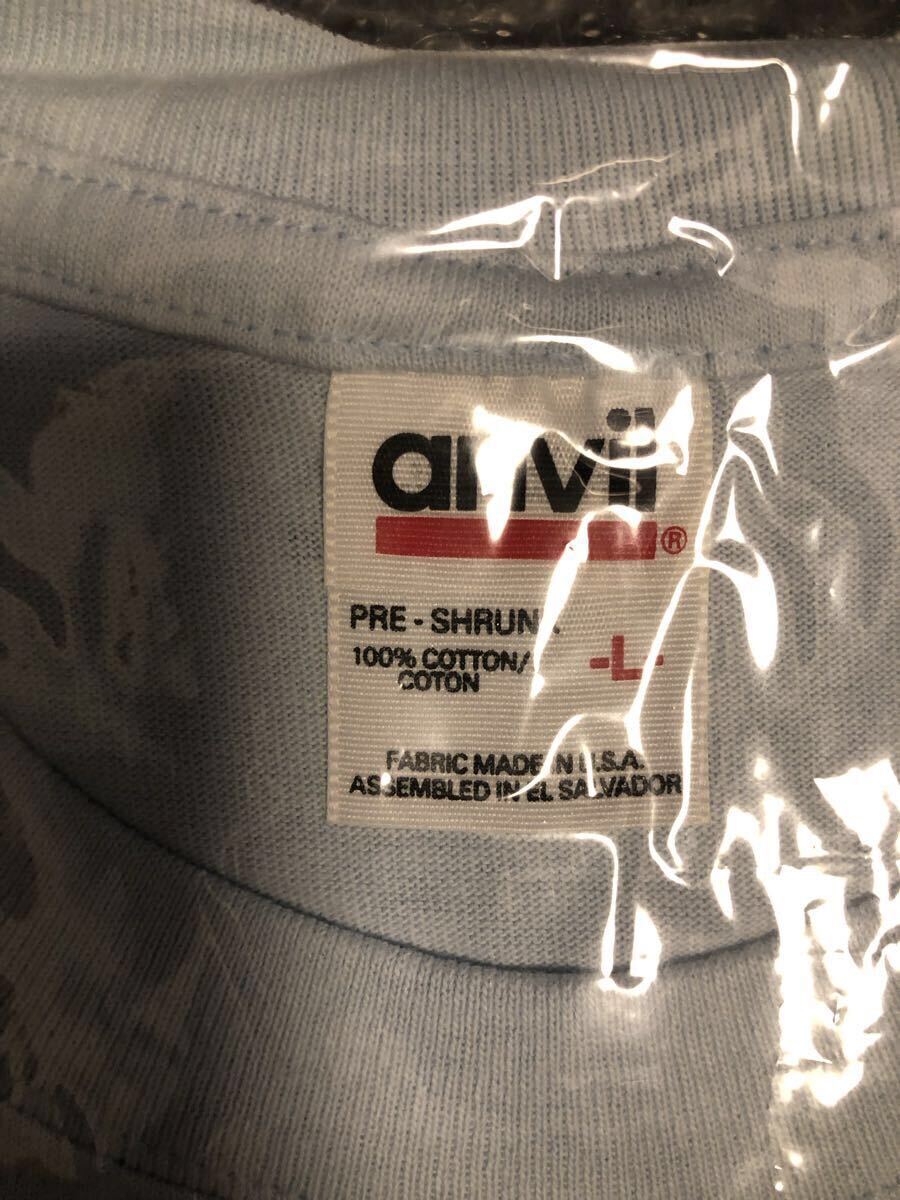 anvil
®
PRE - SHRUNK
100% COTTON/
COTON
-L-
FABRIC MADE IN U.S.A.
ASSEMBLED IN EL SALVADOR